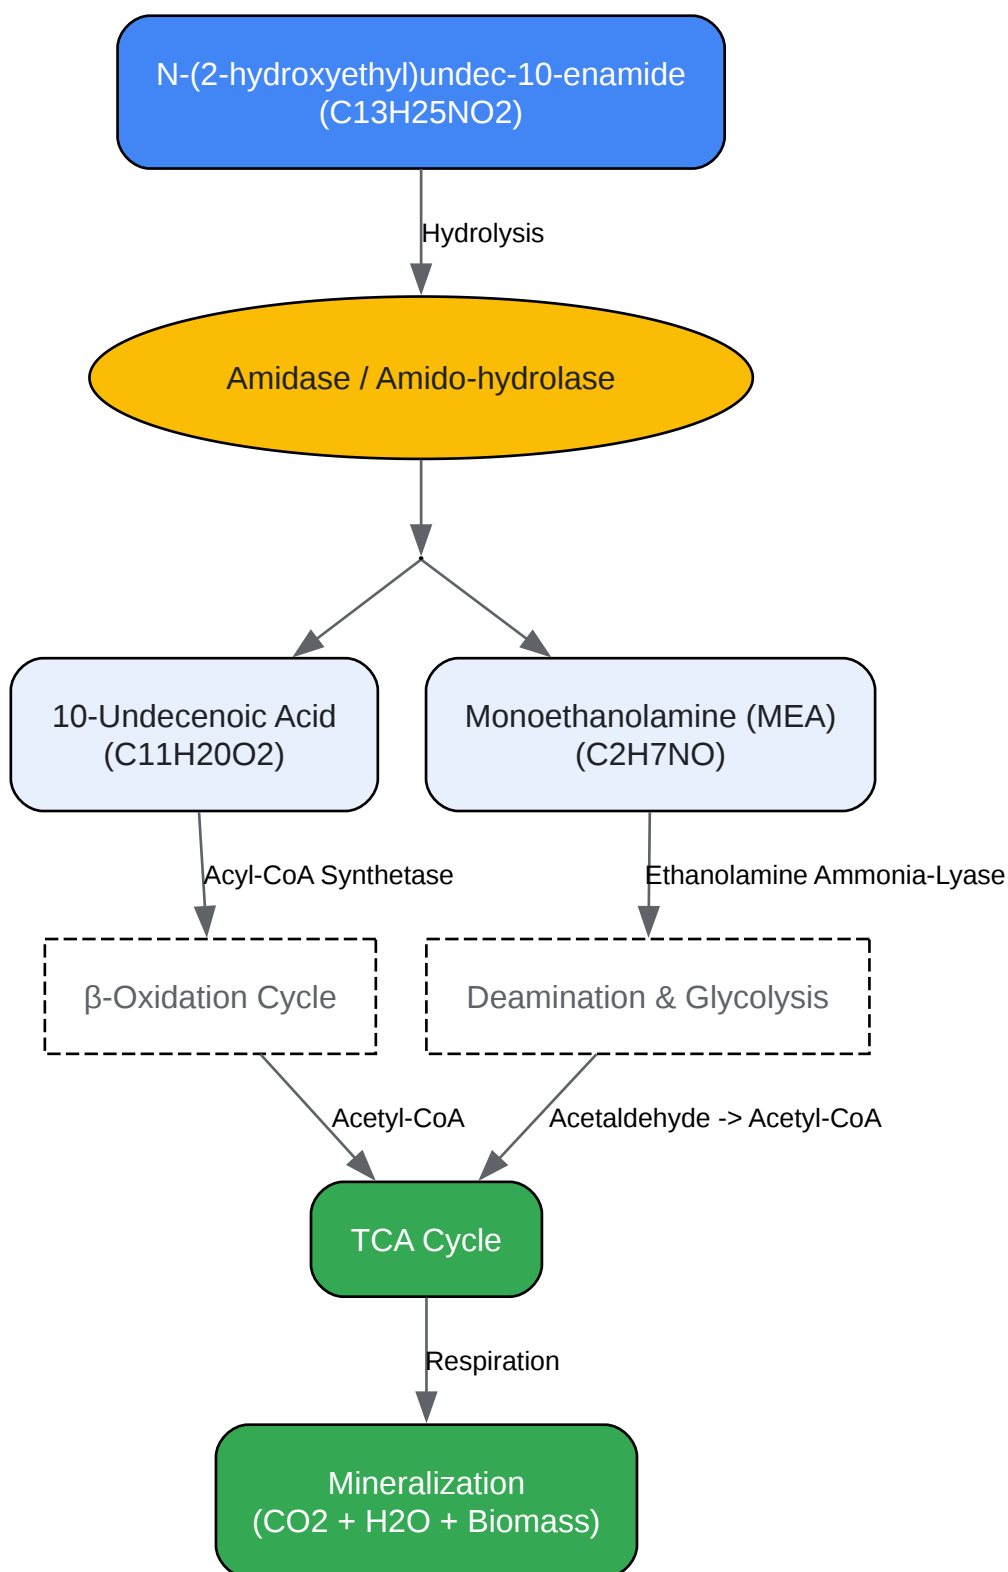 N-(2-hydroxyethyl)undec-10-enamide
(C13H25NO2)
Hydrolysis
Amidase / Amido-hydrolase
10-Undecenoic Acid
(C11H20O2)
Monoethanolamine (MEA)
(C2H7NO)
Acyl-CoA Synthetase
Ethanolamine Ammonia-Lyase
β-Oxidation Cycle
Deamination & Glycolysis
Acetyl-CoA
Acetaldehyde -> Acetyl-CoA
TCA Cycle
Respiration
Mineralization
(CO2 + H2O + Biomass)